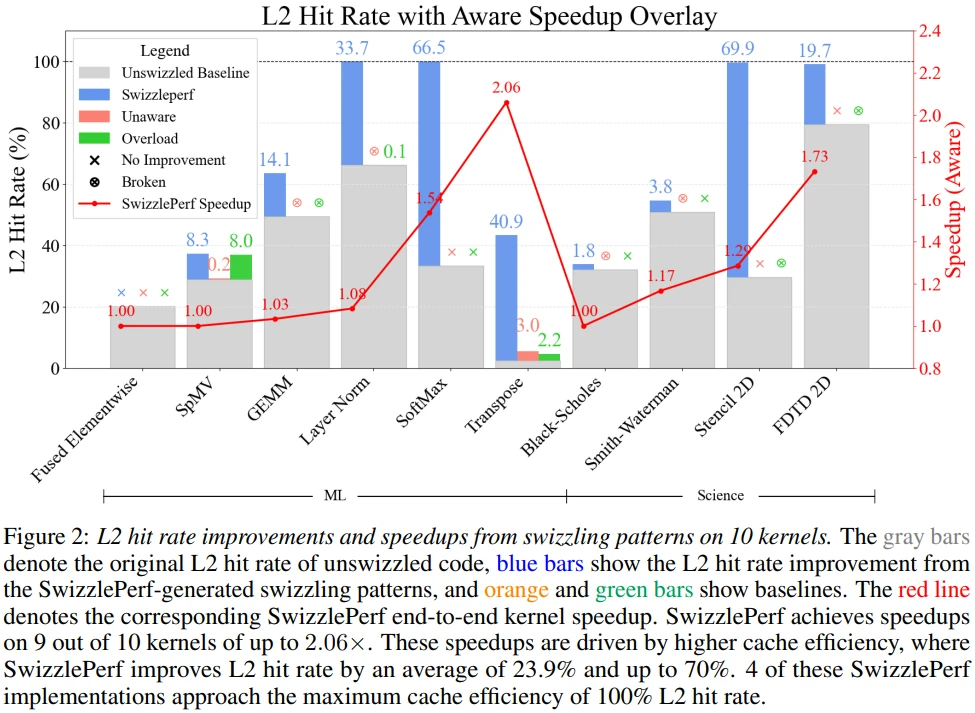 L2 Hit Rate with Aware Speedup Overlay
L2 Hit Rate (%)
100
80
60
40
20
0
Legend
Unswizzled Baseline
Swizzleperf
Unaware
Overload
No Improvement
Broken
SwizzlePerf Speedup
8.3
0.2
8.0
14.1
33.7
0.1
66.5
40.9
3.0
2.2
1.8
3.8
69.9
19.7
1.00
1.00
1.03
1.08
1.54
2.06
1.00
1.17
1.29
1.73
2.4
2.2
2.0
1.8
1.6
1.4
1.2
1.0
0.8
Speedup (Aware)
Fused Elementwise
SpMV
GEMM
Layer Norm
SoftMax
Transpose
Black-Scholes
Smith-Waterman
Stencil 2D
FDTD 2D
ML
Science
Figure 2: L2 hit rate improvements and speedups from swizzling patterns on 10 kernels. The gray bars
denote the original L2 hit rate of unswizzled code, blue bars show the L2 hit rate improvement from
the SwizzlePerf-generated swizzling patterns, and orange and green bars show baselines. The red line
denotes the corresponding SwizzlePerf end-to-end kernel speedup. SwizzlePerf achieves speedups
on 9 out of 10 kernels of up to 2.06×. These speedups are driven by higher cache efficiency, where
SwizzlePerf improves L2 hit rate by an average of 23.9% and up to 70%. 4 of these SwizzlePerf
implementations approach the maximum cache efficiency of 100% L2 hit rate.